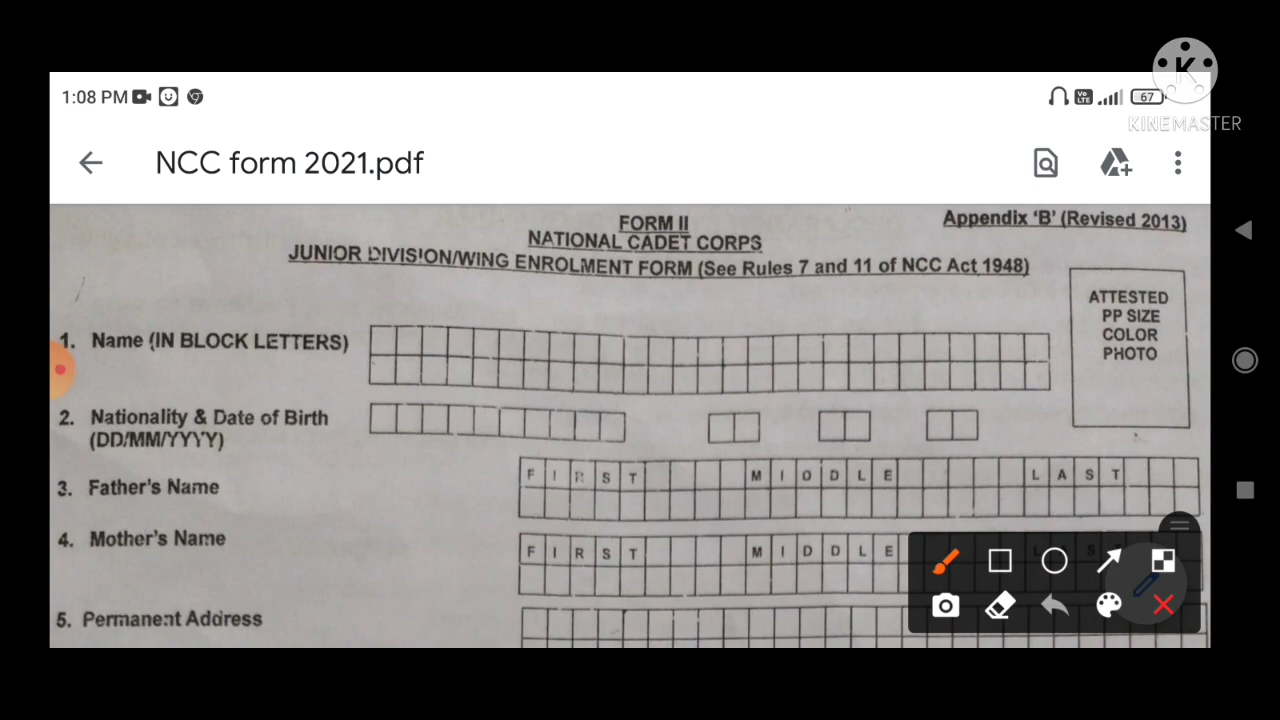 1:08 PM
Vo LTE
67
KINEMASTER
NCC form 2021.pdf
Appendix 'B' (Revised 2013)
FORM II
NATIONAL CADET CORPS
JUNIOR DIVISION/WING ENROLMENT FORM (See Rules 7 and 11 of NCC Act 1948)
ATTESTED
PP SIZE
COLOR
PHOTO
1. Name (IN BLOCK LETTERS)
2. Nationality & Date of Birth
(DD/MM/YYYY)
3. Father's Name
FIRST MIDDLE LAST
4. Mother's Name
FIRST MIDDLE
5. Permanent Address